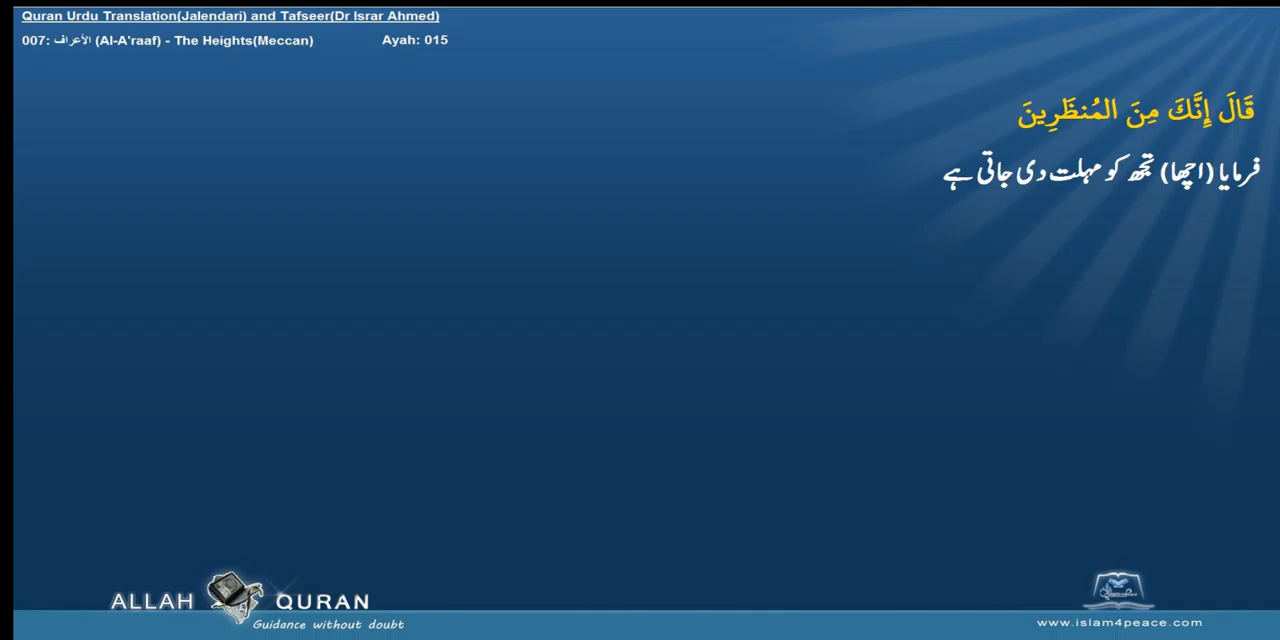 Quran Urdu Translation(Jalendari) and Tafseer(Dr Israr Ahmed)
007: الأعراف (Al-A'raaf) - The Heights(Meccan) Ayah: 015
قَالَ إِنَّكَ مِنَ المُنظَرِينَ
فرمایا (اچھا) تجھ کو مہلت دی جاتی ہے
ALLAH QURAN
Guidance without doubt
www.islam4peace.com